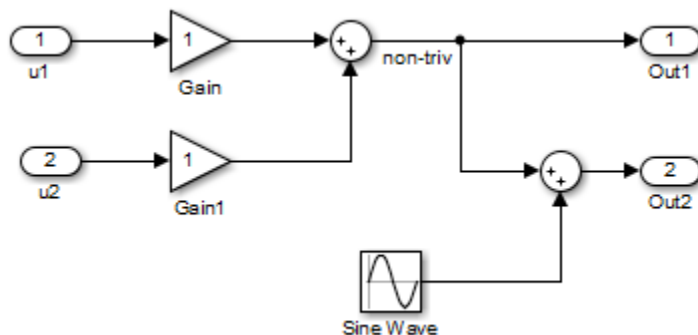 1
u1
1
Gain
++
non-triv
1
Out1
2
u2
1
Gain1
++
2
Out2
Sine Wave